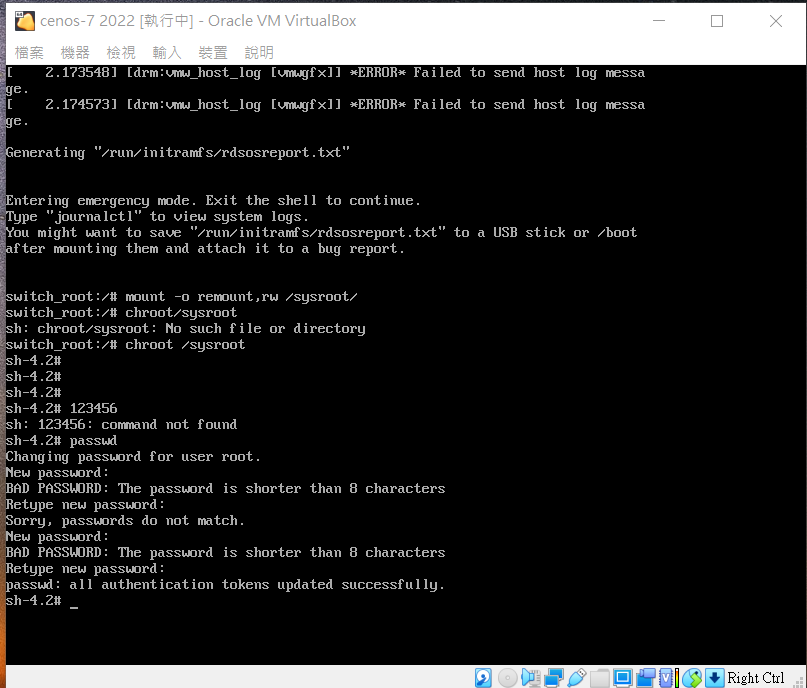 cenos-7 2022 [執行中] - Oracle VM VirtualBox
檔案 機器 檢視 輸入 裝置 說明
[    2.173548] [drm:vmw_host_log [vmwgfx]] *ERROR* Failed to send host log messa
ge.
[    2.174573] [drm:vmw_host_log [vmwgfx]] *ERROR* Failed to send host log messa
ge.
Generating "/run/initramfs/rdsosreport.txt"
Entering emergency mode. Exit the shell to continue.
Type "journalctl" to view system logs.
You might want to save "/run/initramfs/rdsosreport.txt" to a USB stick or /boot
after mounting them and attach it to a bug report.
switch_root:/# mount -o remount,rw /sysroot/
switch_root:/# chroot/sysroot
sh: chroot/sysroot: No such file or directory
switch_root:/# chroot /sysroot
sh-4.2#
sh-4.2#
sh-4.2#
sh-4.2# 123456
sh: 123456: command not found
sh-4.2# passwd
Changing password for user root.
New password:
BAD PASSWORD: The password is shorter than 8 characters
Retype new password:
Sorry, passwords do not match.
New password:
BAD PASSWORD: The password is shorter than 8 characters
Retype new password:
passwd: all authentication tokens updated successfully.
sh-4.2# _
Right Ctrl